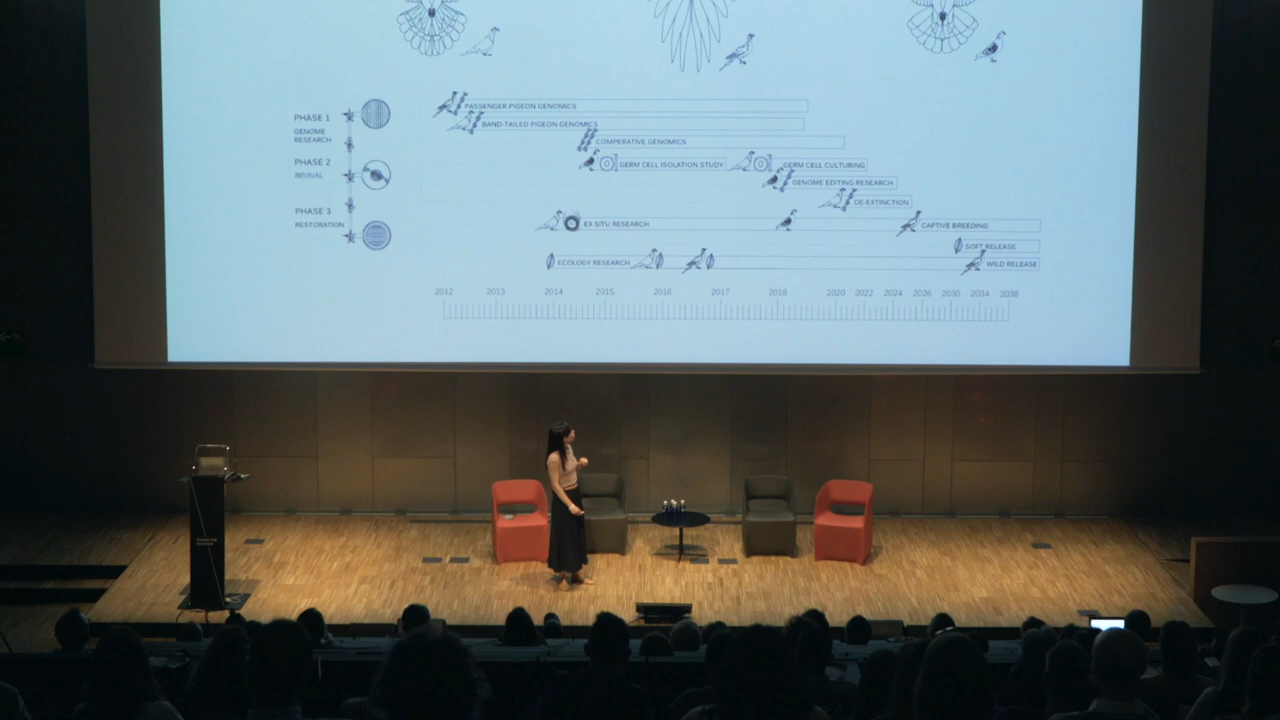 PHASE 1
GENOME
RESEARCH
PHASE 2
REVIVAL
PHASE 3
RESTORATION
PASSENGER PIGEON GENOMICS
BAND-TAILED PIGEON GENOMICS
COMPERATIVE GENOMICS
GERM CELL ISOLATION STUDY
GERM CELL CULTURING
GENOME EDITING RESEARCH
DE-EXTINCTION
EX SITU RESEARCH
CAPTIVE BREEDING
SOFT RELEASE
ECOLOGY RESEARCH
WILD RELEASE
2012 2013 2014 2015 2016 2017 2018 2020 2022 2024 2026 2030 2034 2038